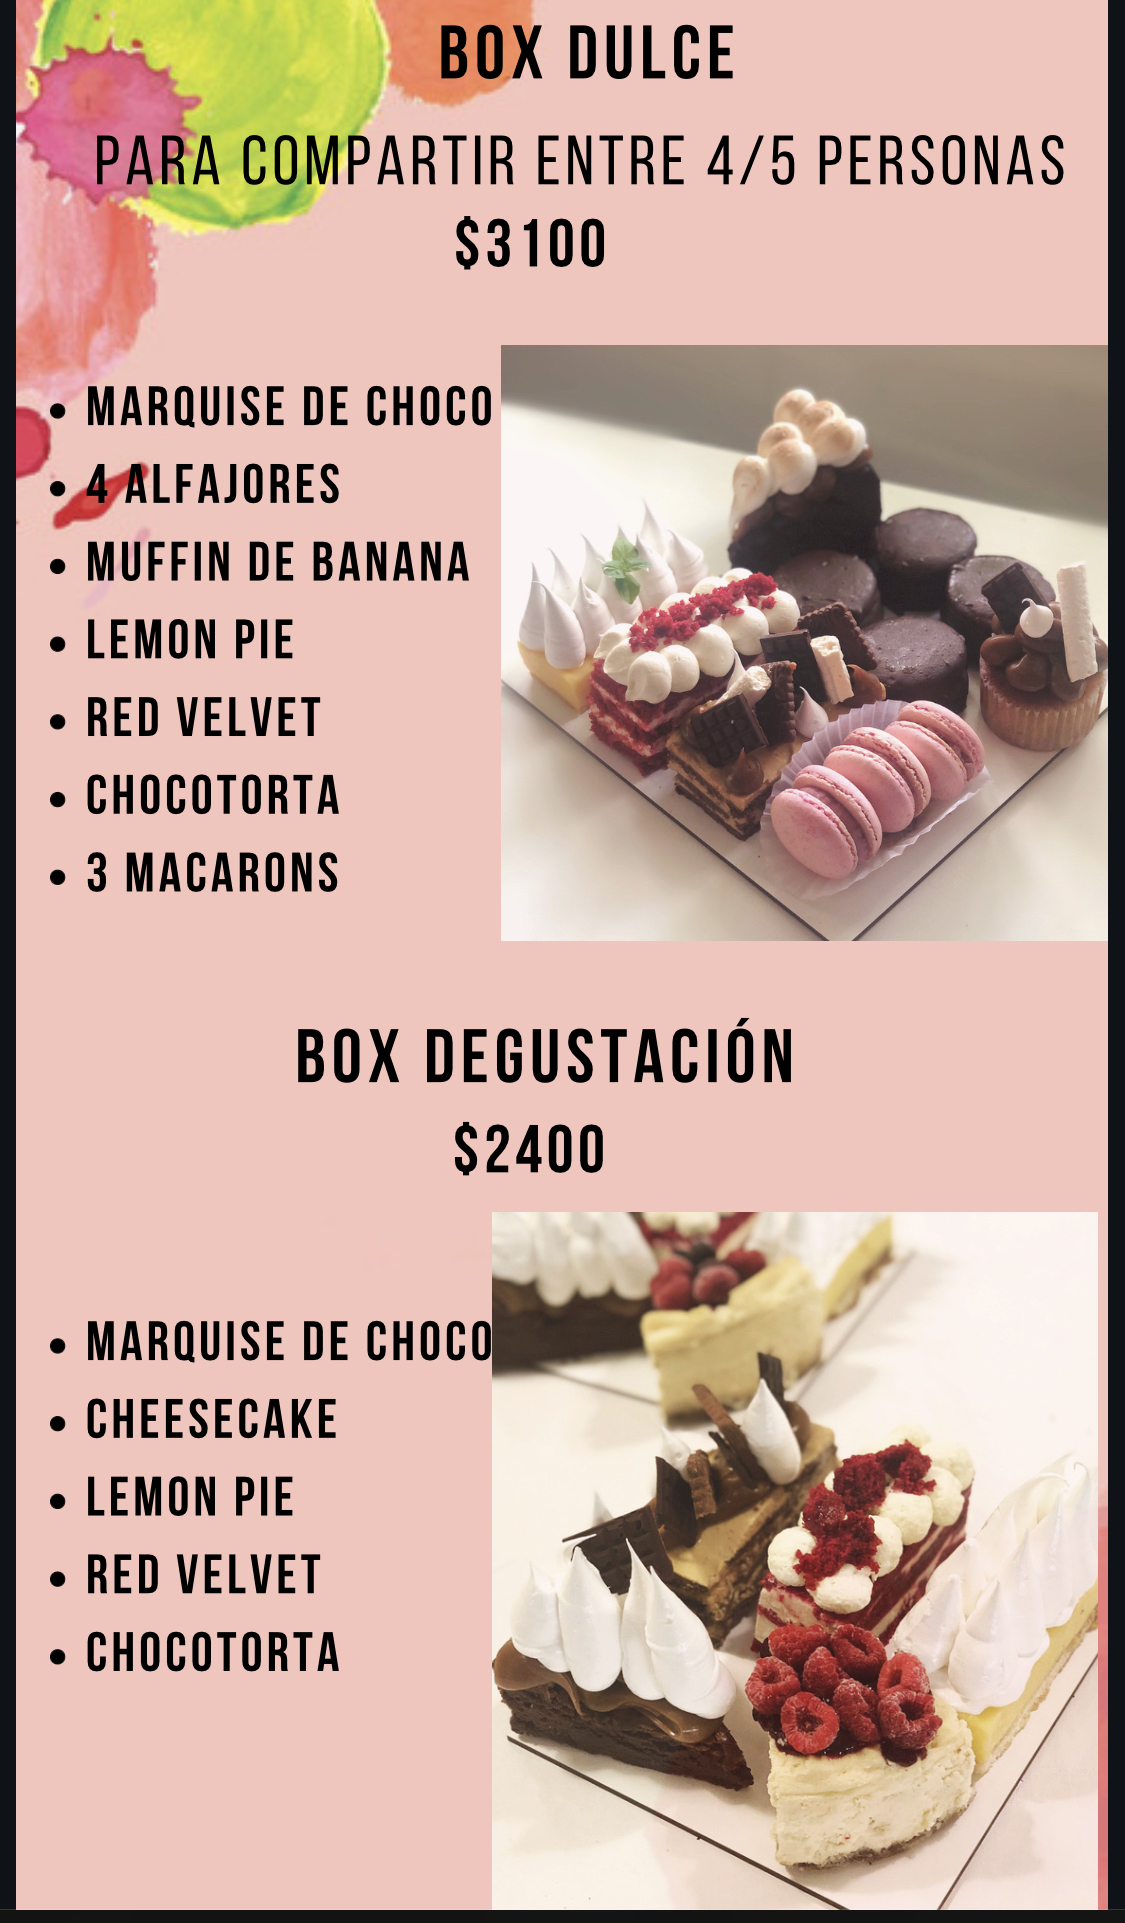 BOX DULCE
PARA COMPARTIR ENTRE 4/5 PERSONAS
$3100
• MARQUISE DE CHOCO
• 4 ALFAJORES
• MUFFIN DE BANANA
• LEMON PIE
• RED VELVET
• CHOCOTORTA
• 3 MACARONS
BOX DEGUSTACIÓN
$2400
• MARQUISE DE CHOCO
• CHEESECAKE
• LEMON PIE
• RED VELVET
• CHOCOTORTA